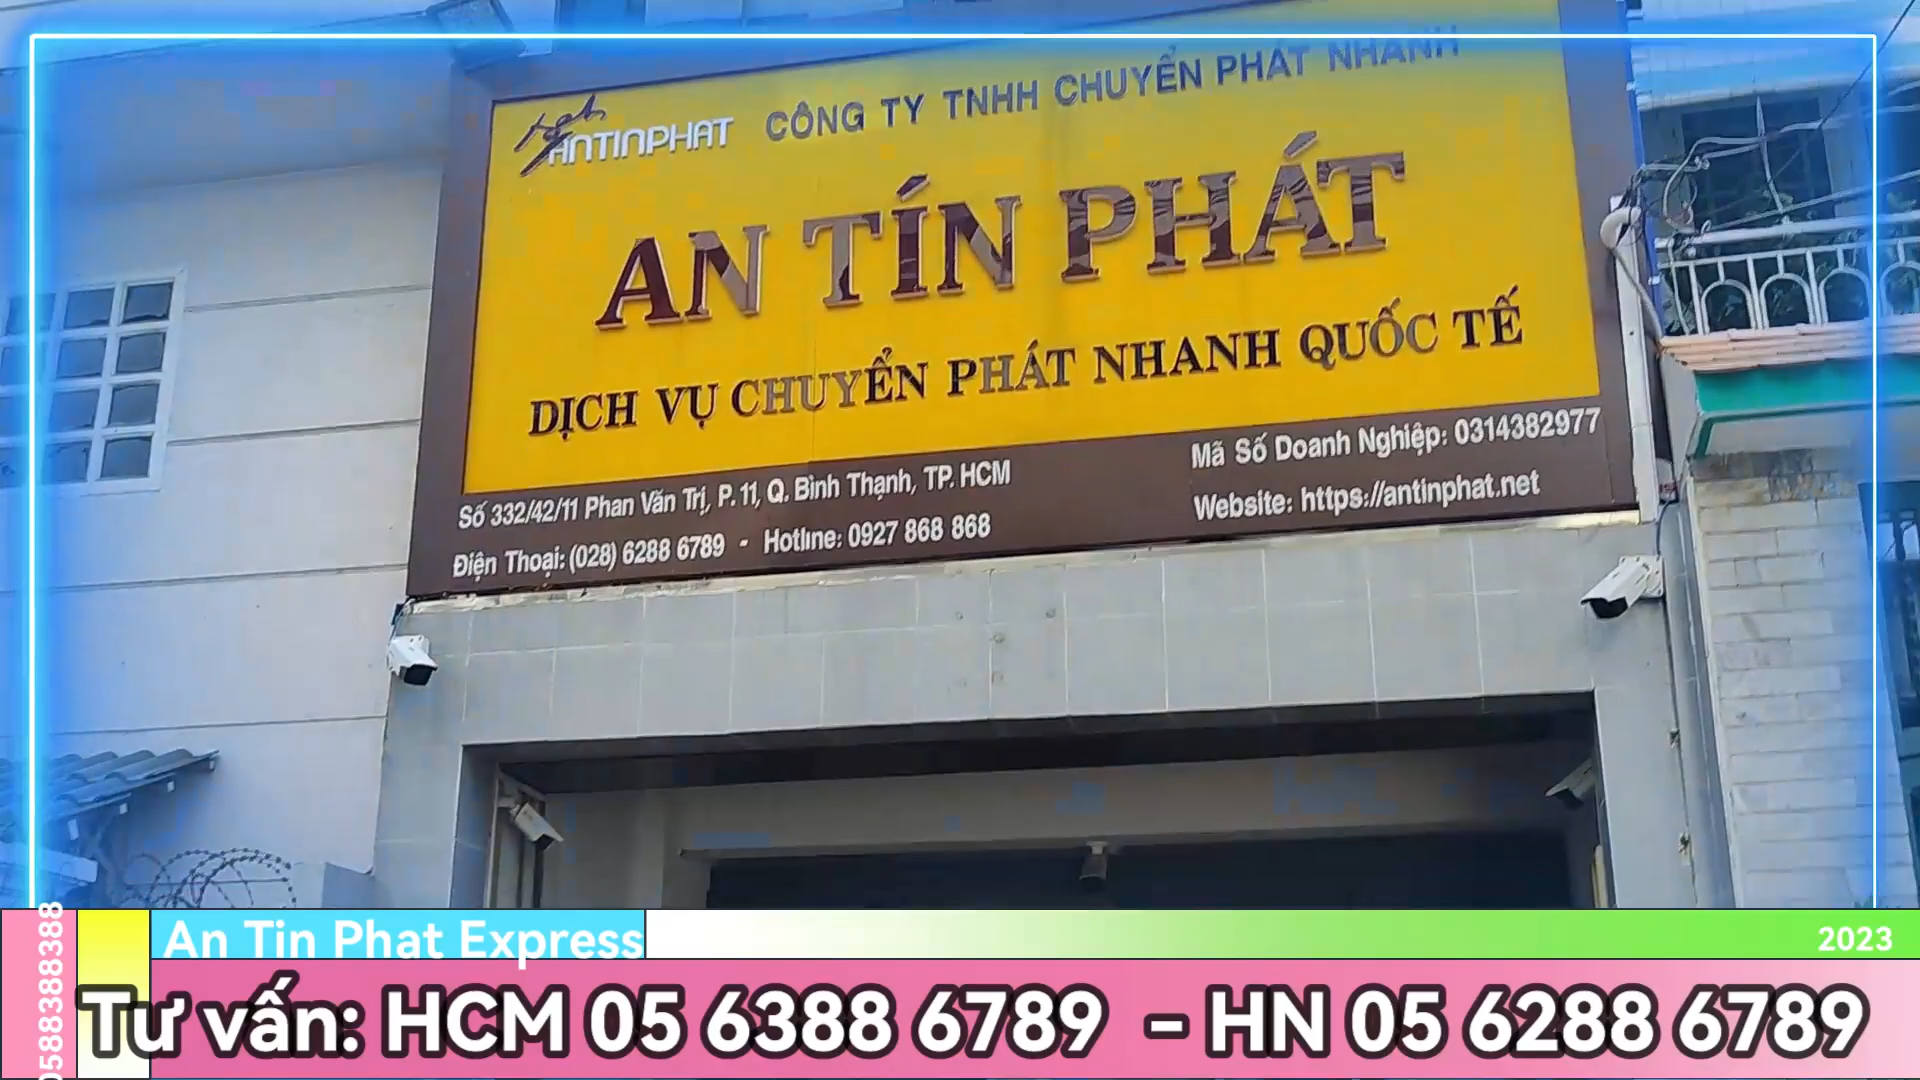 ANTINPHAT
CÔNG TY TNHH CHUYỂN PHÁT NHANH
AN TÍN PHÁT
DỊCH VỤ CHUYỂN PHÁT NHANH QUỐC TẾ
Số 332/42/11 Phan Văn Trị, P. 11, Q. Bình Thạnh, TP. HCM
Điện Thoại: (028) 6288 6789 - Hotline: 0927 868 868
Mã Số Doanh Nghiệp: 0314382977
Website: https://antinphat.net
0588388388
An Tin Phat Express
2023
Tư vấn: HCM 05 6388 6789 - HN 05 6288 6789